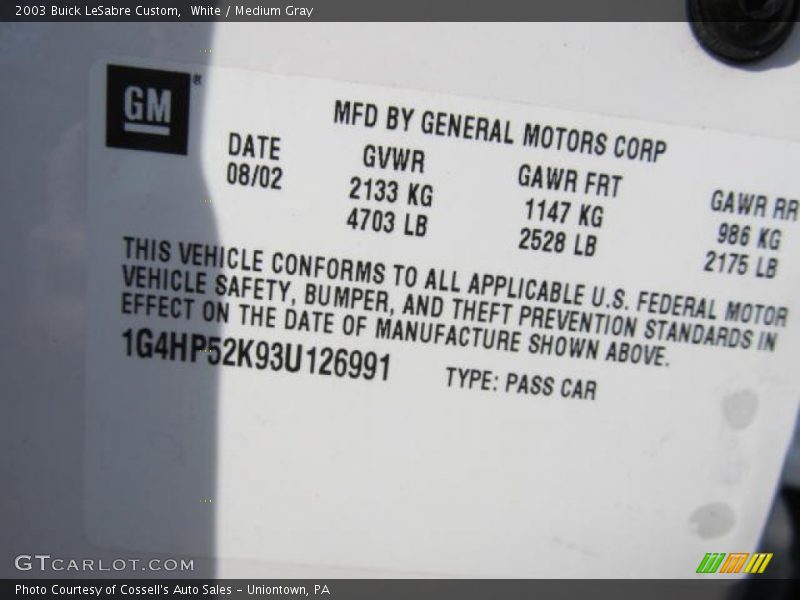 2003 Buick LeSabre Custom,  White / Medium Gray
GM ®
MFD BY GENERAL MOTORS CORP
DATE GVWR GAWR FRT GAWR RR
08/02 2133 KG 1147 KG 986 KG
4703 LB 2528 LB 2175 LB
THIS VEHICLE CONFORMS TO ALL APPLICABLE U.S. FEDERAL MOTOR
VEHICLE SAFETY, BUMPER, AND THEFT PREVENTION STANDARDS IN
EFFECT ON THE DATE OF MANUFACTURE SHOWN ABOVE.
1G4HP52K93U126991 TYPE: PASS CAR
GTCARLOT.COM
Photo Courtesy of Cossell's Auto Sales - Uniontown, PA